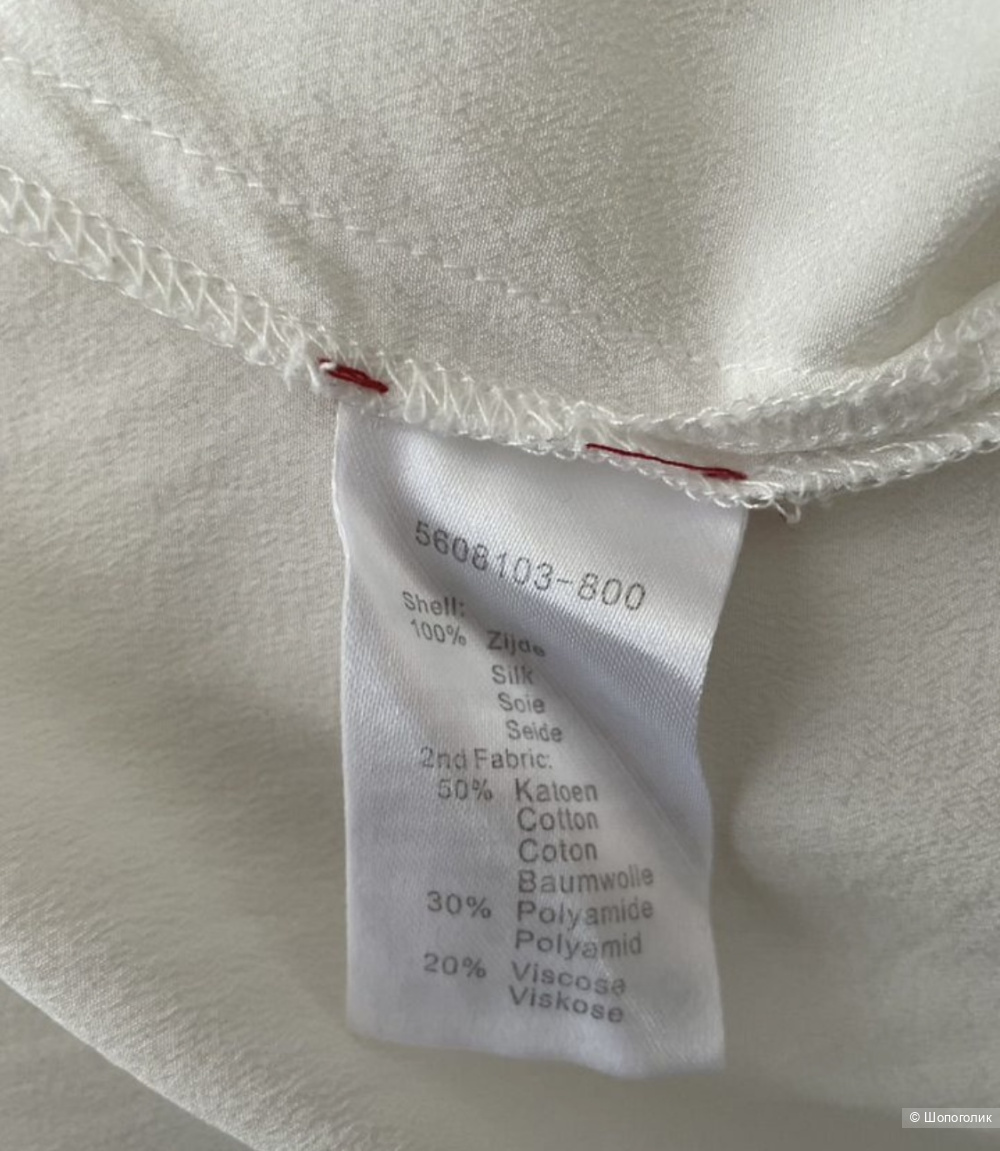 5608103-800
Shell:
100% Zijde
Silk
Soie
Seide
2nd Fabric:
50% Katoen
Cotton
Coton
Baumwolle
30% Polyamide
Polyamid
20% Viscose
Viskose
© Шопоголик